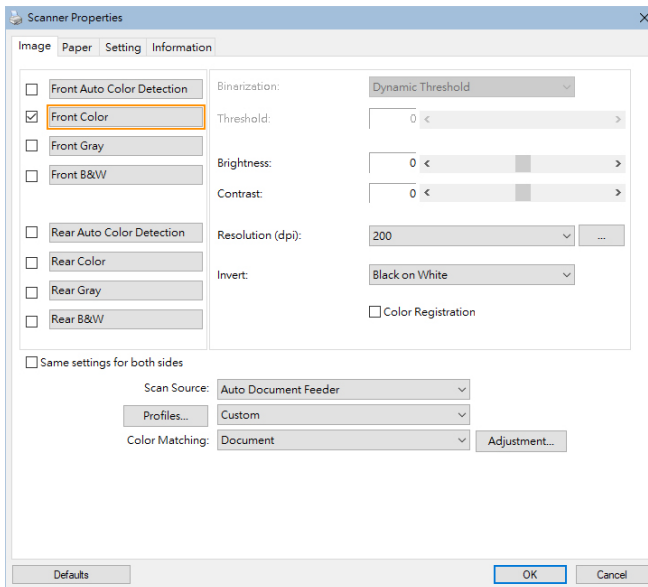 Scanner Properties
Image Paper Setting Information
Front Auto Color Detection
Front Color
Front Gray
Front B&W
Rear Auto Color Detection
Rear Color
Rear Gray
Rear B&W
Binarization: Dynamic Threshold
Threshold: 0
Brightness: 0
Contrast: 0
Resolution (dpi): 200 ...
Invert: Black on White
Color Registration
Same settings for both sides
Scan Source: Auto Document Feeder
Profiles... Custom
Color Matching: Document Adjustment...
Defaults OK Cancel